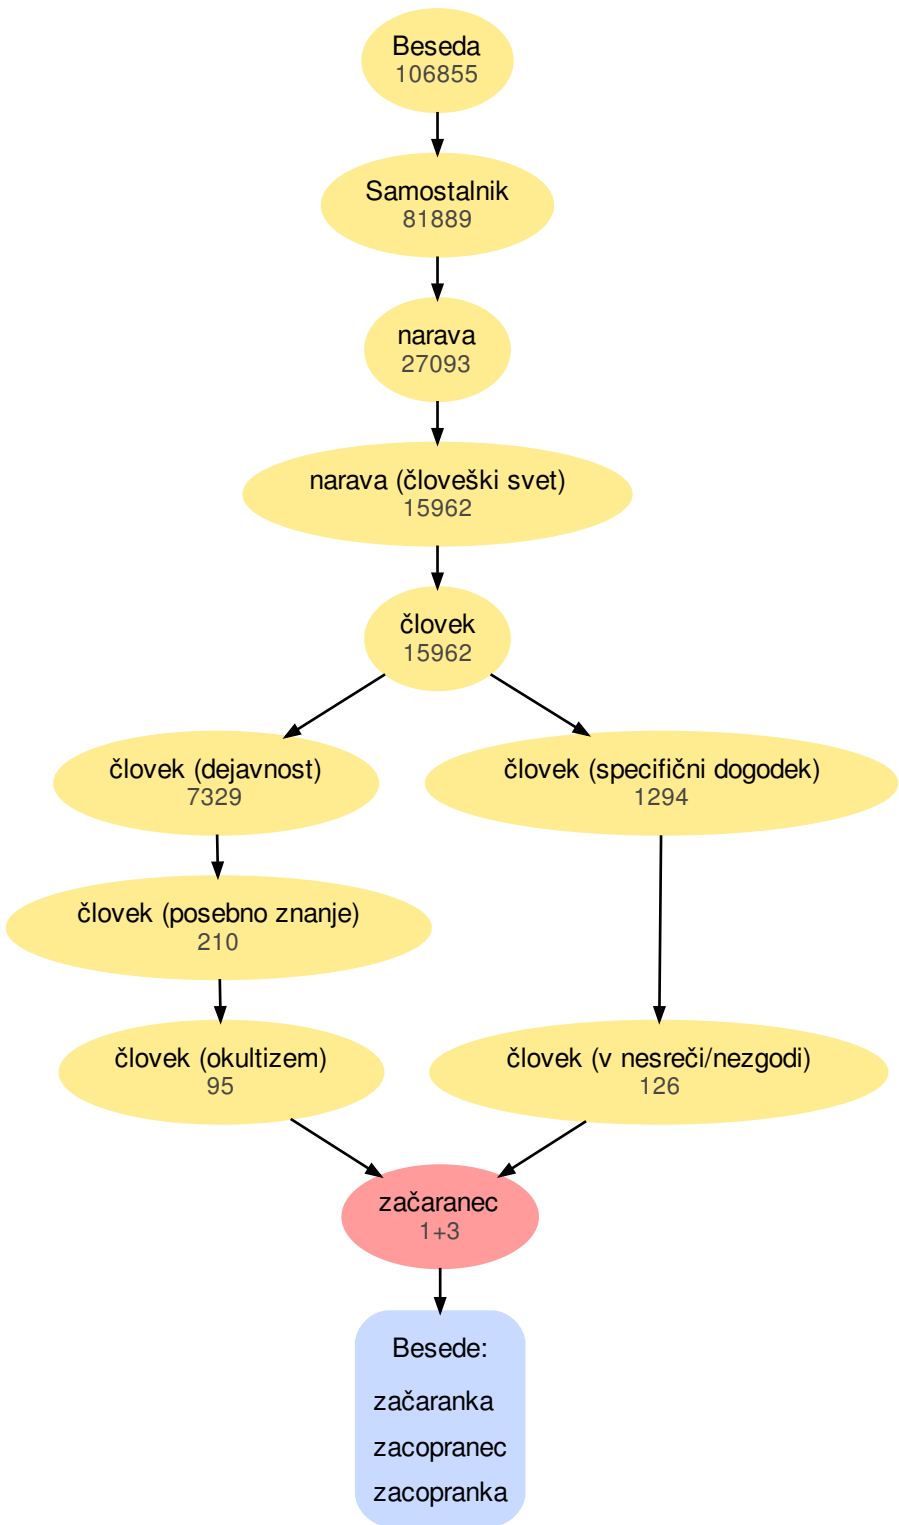 Beseda
106855
Samostalnik
81889
narava
27093
narava (človeški svet)
15962
človek
15962
človek (dejavnost)
7329
človek (specifični dogodek)
1294
človek (posebno znanje)
210
človek (okultizem)
95
človek (v nesreči/nezgodi)
126
začaranec
1+3
Besede:
začaranka
zacopranec
zacopranka